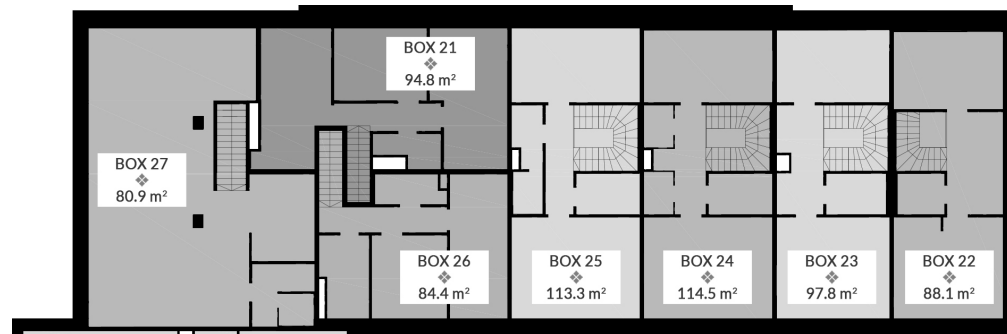 BOX 21
94.8 m²
BOX 27
80.9 m²
BOX 26
84.4 m²
BOX 25
113.3 m²
BOX 24
114.5 m²
BOX 23
97.8 m²
BOX 22
88.1 m²